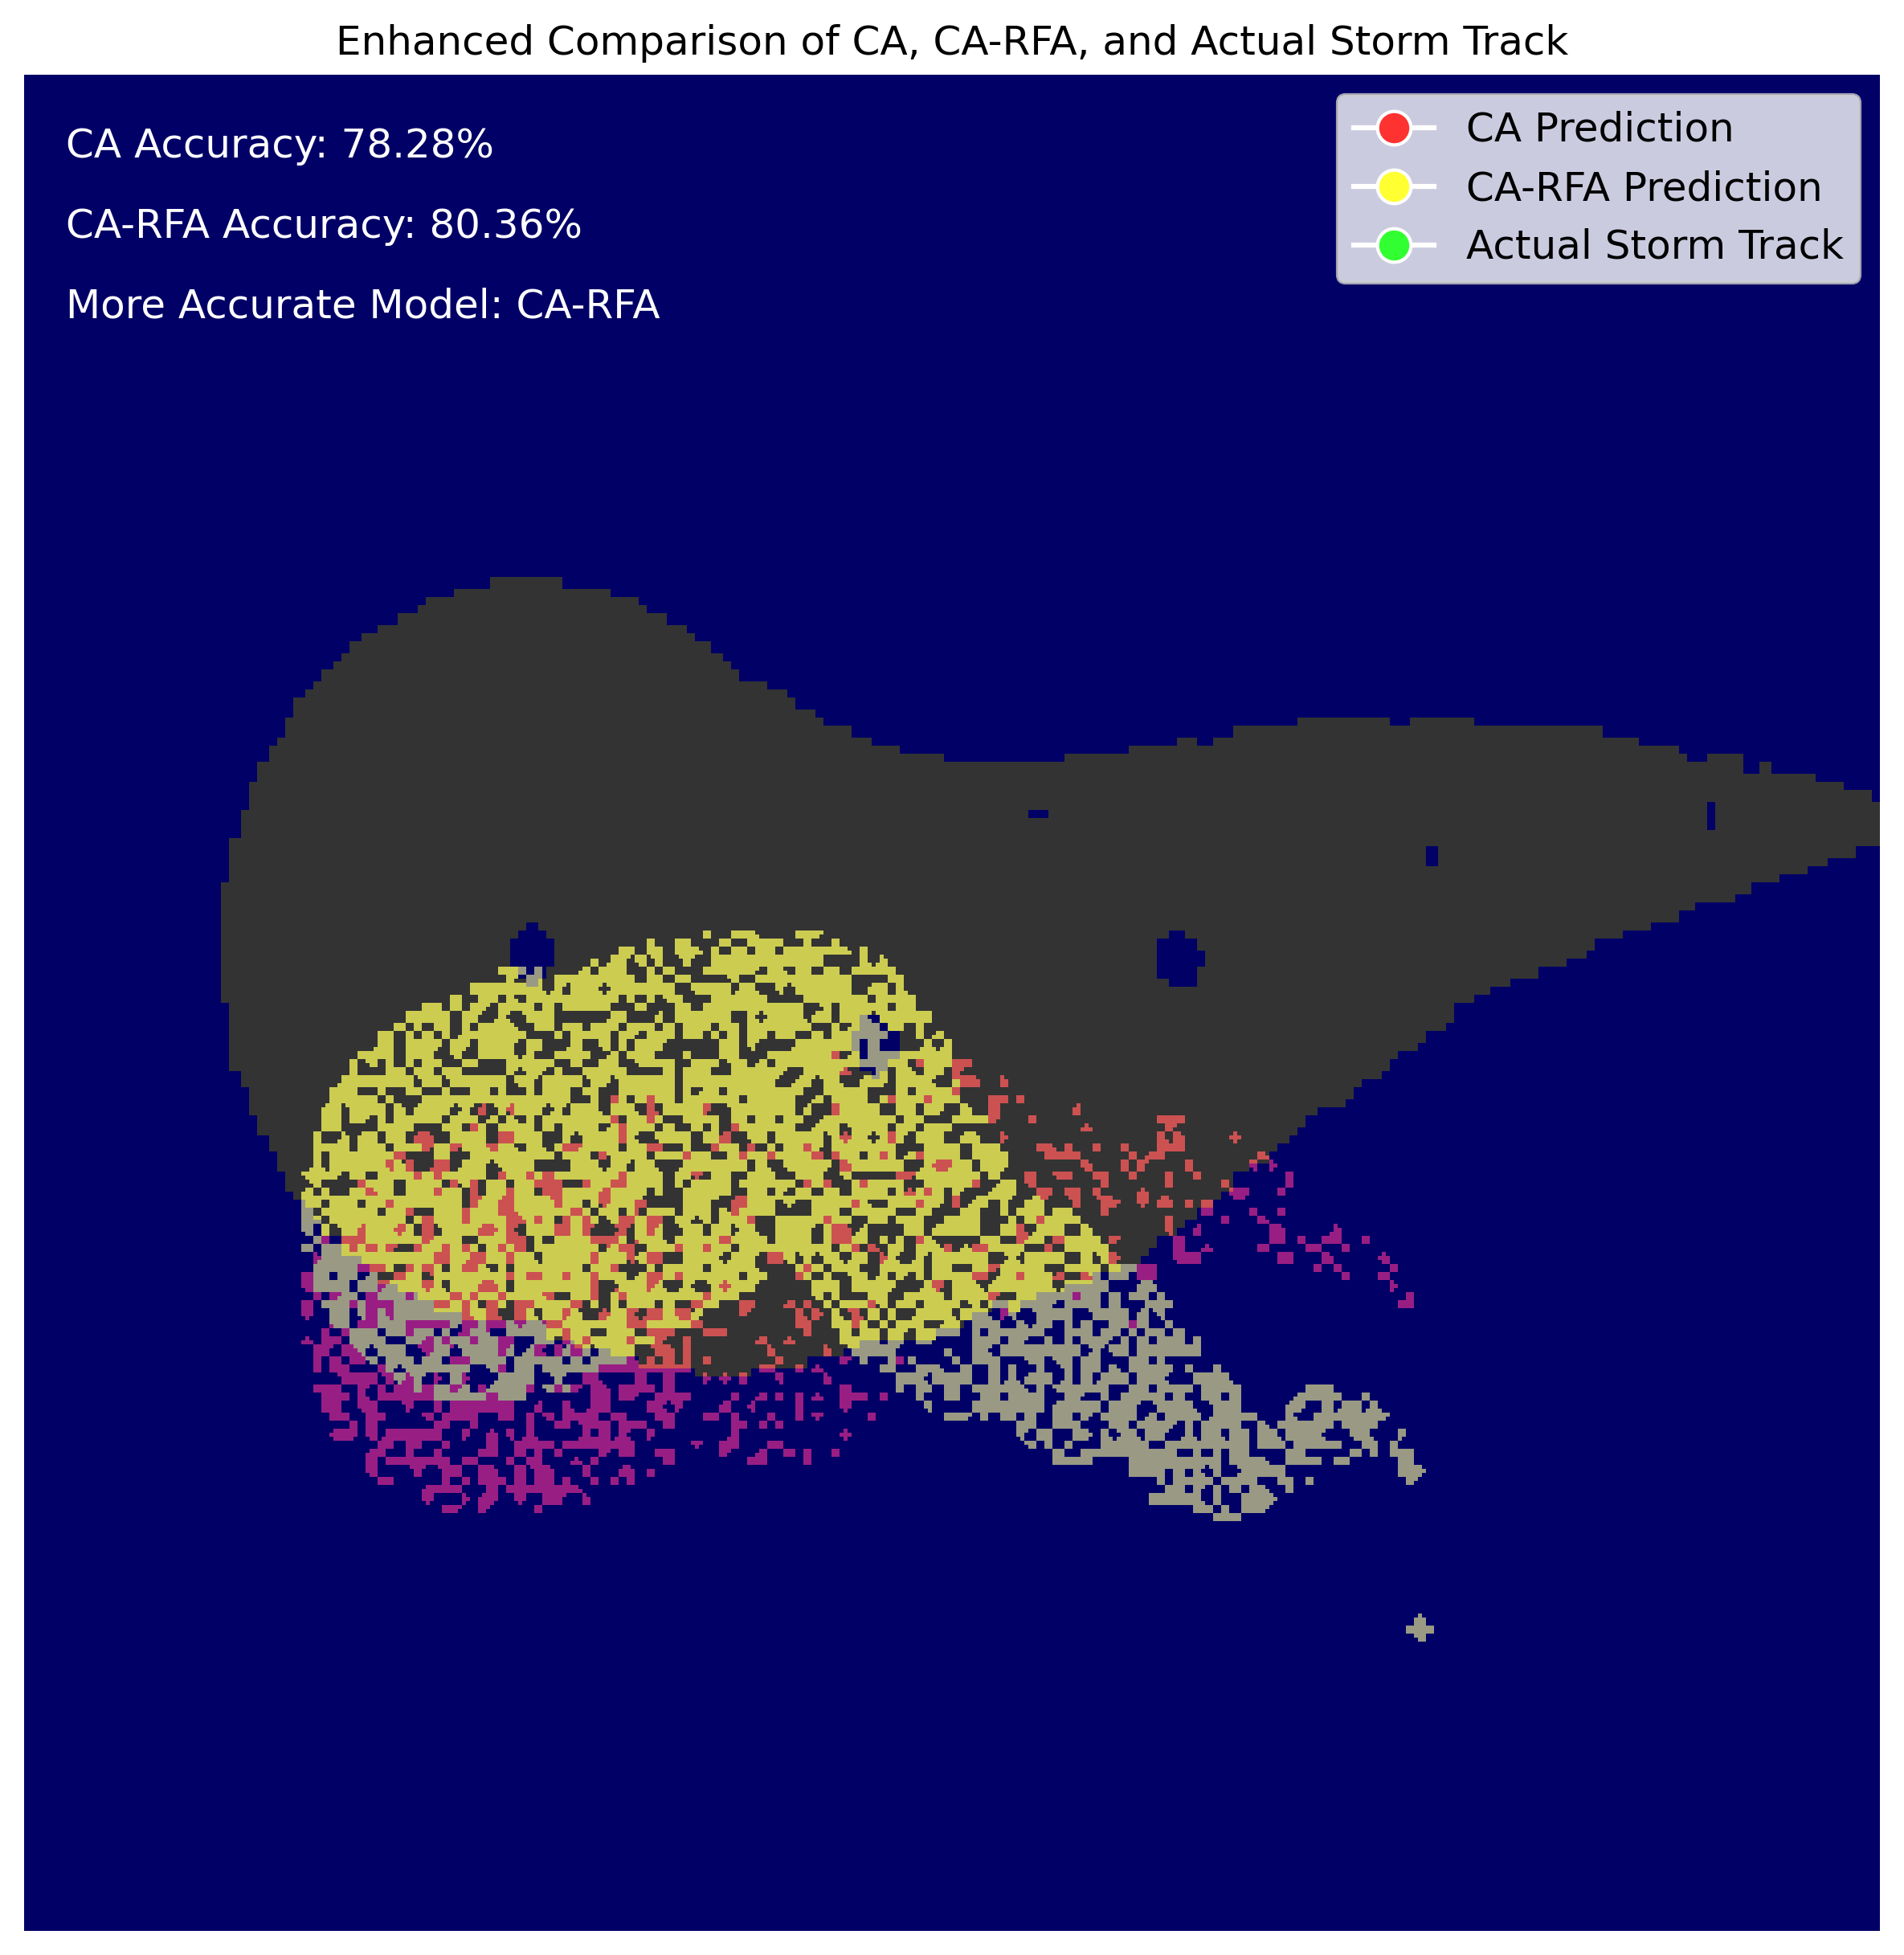 Enhanced Comparison of CA, CA-RFA, and Actual Storm Track
CA Accuracy: 78.28%
CA-RFA Accuracy: 80.36%
More Accurate Model: CA-RFA
CA Prediction
CA-RFA Prediction
Actual Storm Track